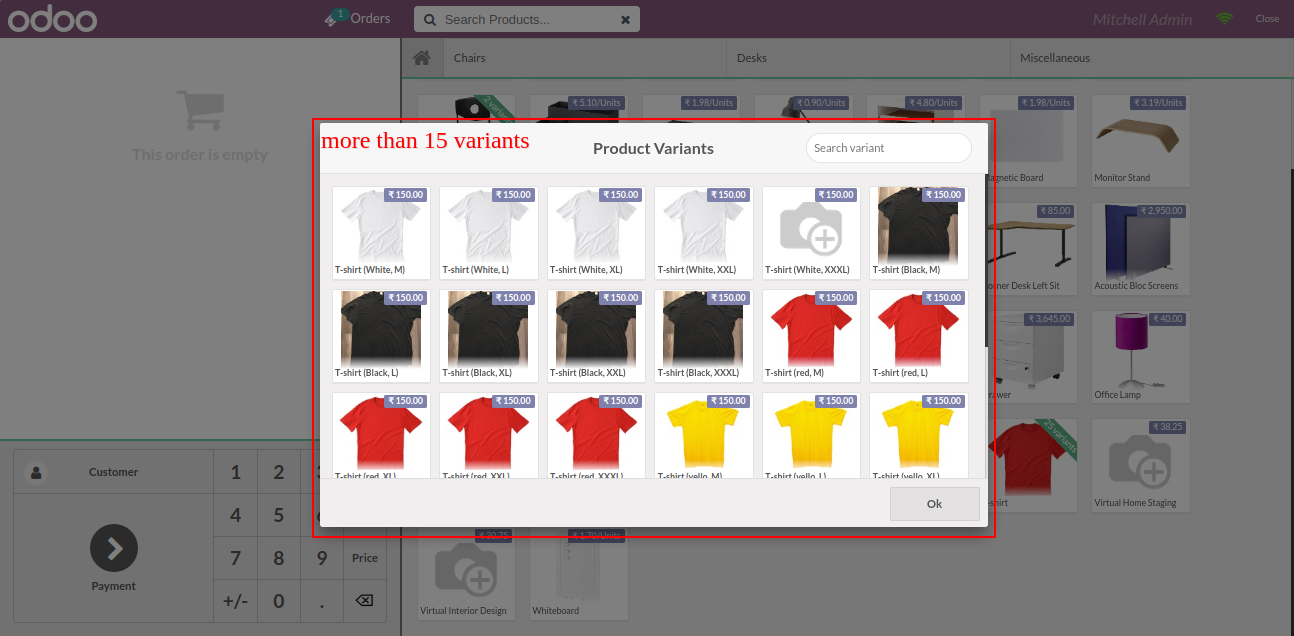 odoo
1
Orders
Search Products...
Mitchell Admin
Close
Chairs
Desks
Miscellaneous
This order is empty
2 variants
₹ 5.10/Units
₹ 1.98/Units
₹ 0.90/Units
₹ 4.80/Units
₹ 1.98/Units
₹ 3.19/Units
agnetic Board
Monitor Stand
more than 15 variants
Product Variants
Search variant
₹ 150.00
₹ 150.00
₹ 150.00
₹ 150.00
₹ 150.00
₹ 150.00
T-shirt (White, M)
T-shirt (White, L)
T-shirt (White, XL)
T-shirt (White, XXL)
T-shirt (White, XXXL)
T-shirt (Black, M)
₹ 85.00
₹ 2,950.00
orner Desk Left Sit
Acoustic Bloc Screens
₹ 150.00
₹ 150.00
₹ 150.00
₹ 150.00
₹ 150.00
₹ 150.00
T-shirt (Black, L)
T-shirt (Black, XL)
T-shirt (Black, XXL)
T-shirt (Black, XXXL)
T-shirt (red, M)
T-shirt (red, L)
₹ 3,645.00
₹ 40.00
rawer
Office Lamp
₹ 150.00
₹ 150.00
₹ 150.00
₹ 150.00
₹ 150.00
₹ 150.00
T-shirt (red, XL)
T-shirt (red, XXL)
T-shirt (red, XXXL)
T-shirt (yello, M)
T-shirt (yello, L)
T-shirt (yello, XL)
25 variants
₹ 38.25
-shirt
Virtual Home Staging
Ok
Customer
Payment
1
2
4
5
7
8
9
Price
+/-
0
.
Virtual Interior Design
Whiteboard